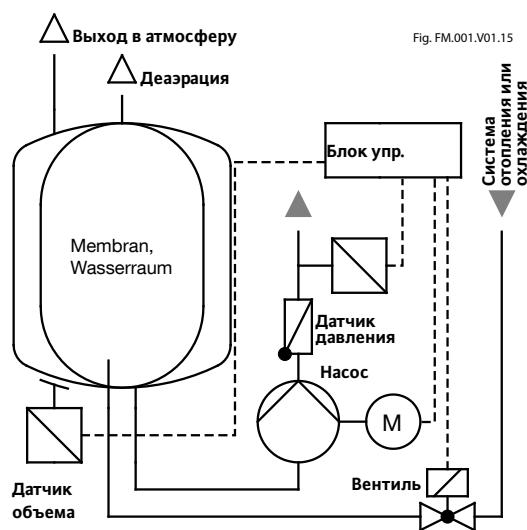 Выход в атмосферу
Fig. FM.001.V01.15
Деаэрация
Система
отопления или
охлаждения
Блок упр.
Membran,
Wasserraum
Датчик
давления
Насос
M
Датчик
объема
Вентиль